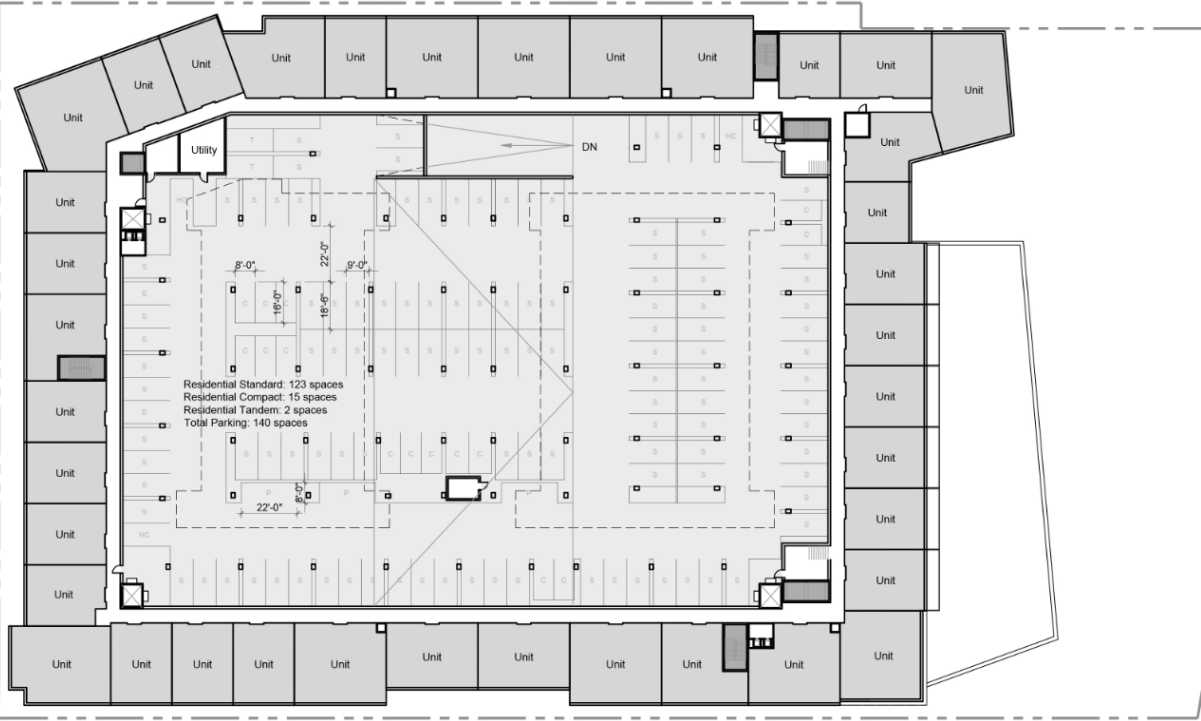 Unit
Unit
Unit
Unit
Unit
Unit
Unit
Unit
Unit
Unit
Unit
Unit
Unit
T S
S S S S HC
S
Unit
DN
Utility
T S
S
Unit
HC
S S S S
S S S S S S S
Unit
C
C
22'-0"
Unit
8'-0"
9'-0"
Unit
16'-0"
18'-6"
C C C S S S S S S S S S S
Unit
Unit
C C C S S S S S S S S S S
Residential Standard: 123 spaces
Residential Compact: 15 spaces
Residential Tandem: 2 spaces
Total Parking: 140 spaces
Unit
Unit
S S S S S S C C C C C S S S
Unit
Unit
P
8'-0"
P
P
22'-0"
Unit
Unit
HC
Unit
Unit
Unit
Unit
Unit
Unit
Unit
Unit
Unit
Unit
Unit
Unit
Unit